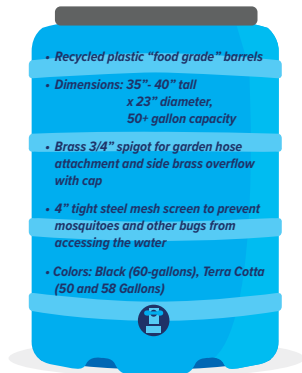 • Recycled plastic “food grade” barrels
• Dimensions: 35”- 40” tall
x 23” diameter,
50+ gallon capacity
• Brass 3/4” spigot for garden hose
attachment and side brass overflow
with cap
• 4” tight steel mesh screen to prevent
mosquitoes and other bugs from
accessing the water
• Colors: Black (60-gallons), Terra Cotta
(50 and 58 Gallons)